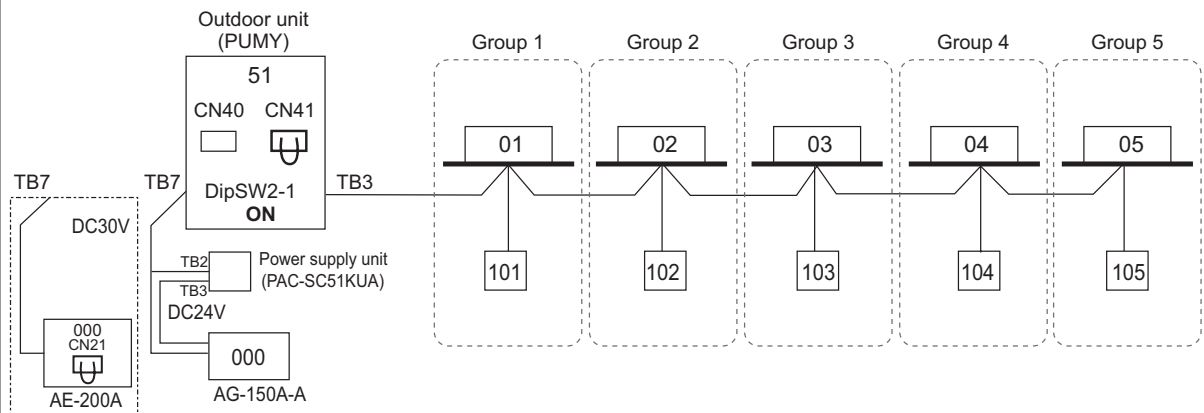 Outdoor unit
(PUMY)
Group 1
Group 2
Group 3
Group 4
Group 5
51
CN40
CN41
01
02
03
04
05
TB7
TB7
DipSW2-1
ON
TB3
DC30V
TB2
Power supply unit
(PAC-SC51KUA)
TB3
101
102
103
104
105
DC24V
000
CN21
000
AE-200A
AG-150A-A